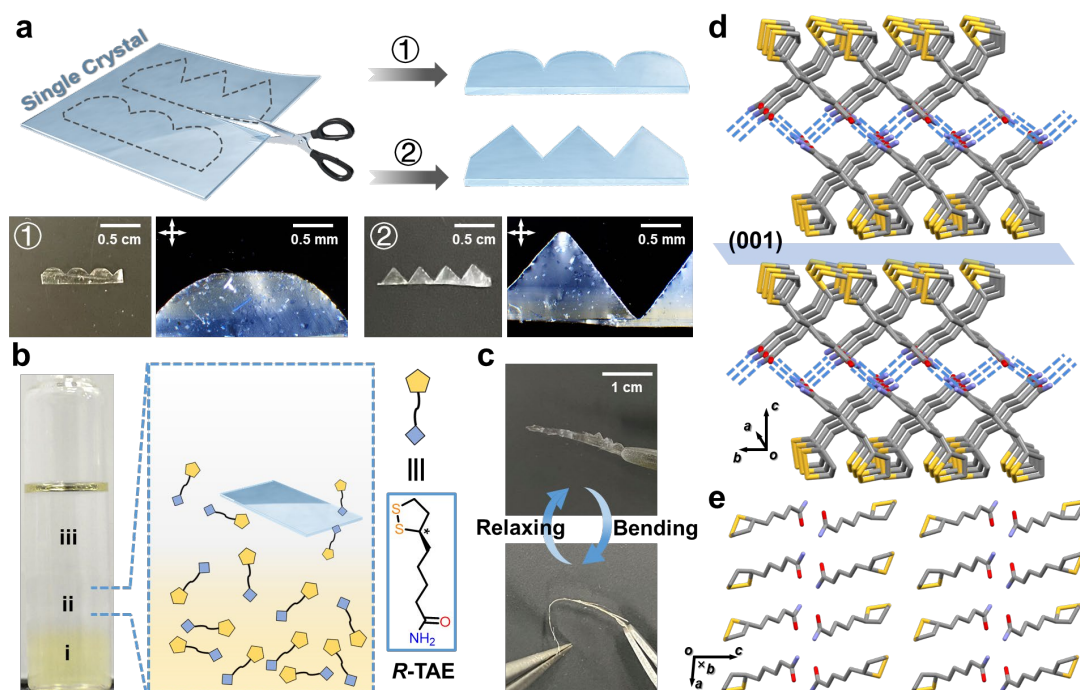 a
Single Crystal
①
②
①
0.5 cm
0.5 mm
②
0.5 cm
0.5 mm
b
iii
ii
i
S
S
*
O
NH2
R-TAE
c
1 cm
Relaxing
Bending
d
(001)
c
a
b
o
e
o
b
c
a